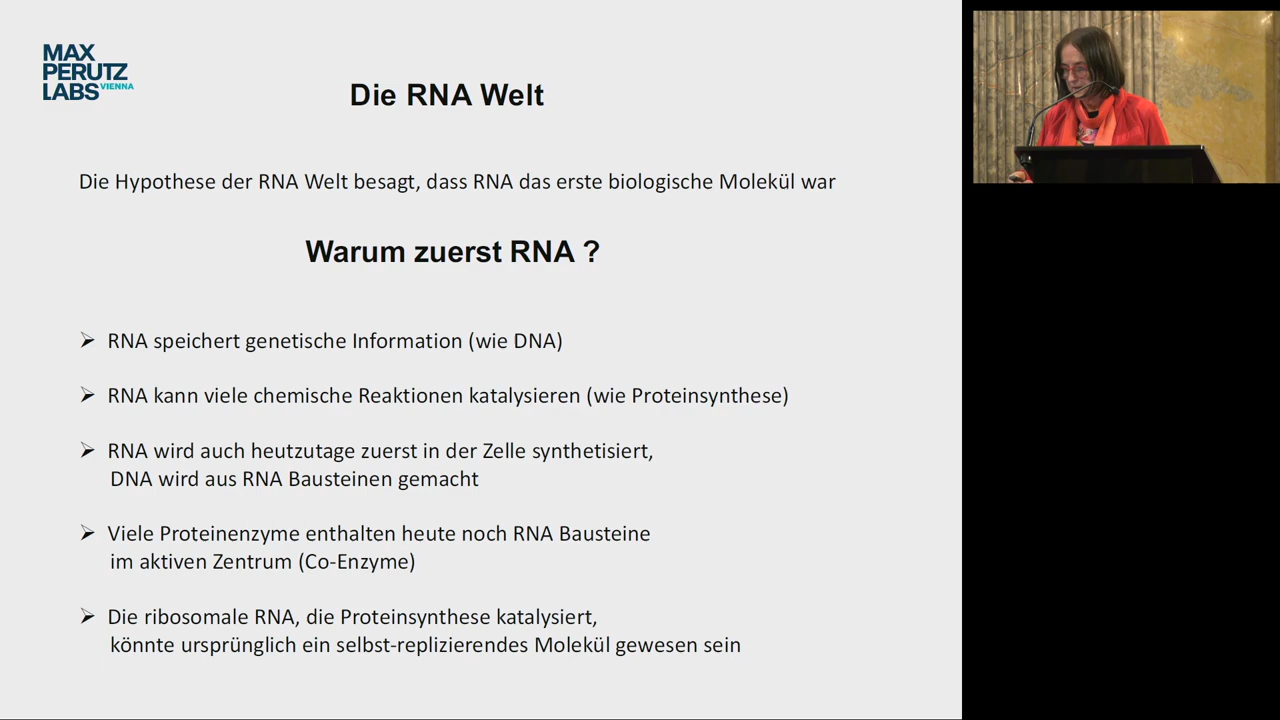 MAX
PERUTZ
LABS VIENNA
Die RNA Welt
Die Hypothese der RNA Welt besagt, dass RNA das erste biologische Molekül war
Warum zuerst RNA ?
➢ RNA speichert genetische Information (wie DNA)
➢ RNA kann viele chemische Reaktionen katalysieren (wie Proteinsynthese)
➢ RNA wird auch heutzutage zuerst in der Zelle synthetisiert,
DNA wird aus RNA Bausteinen gemacht
➢ Viele Proteinenzyme enthalten heute noch RNA Bausteine
im aktiven Zentrum (Co-Enzyme)
➢ Die ribosomale RNA, die Proteinsynthese katalysiert,
könnte ursprünglich ein selbst-replizierendes Molekül gewesen sein